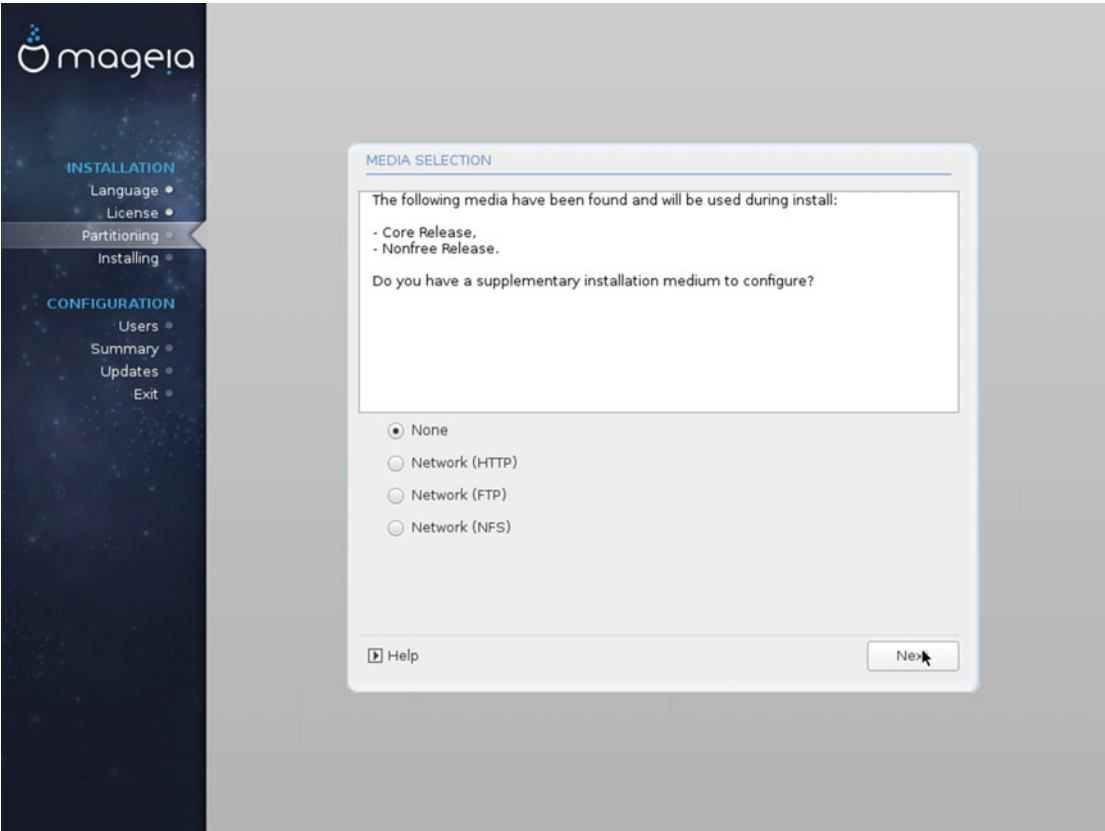 mageia
INSTALLATION
Language
License
Partitioning
Installing
CONFIGURATION
Users
Summary
Updates
Exit
MEDIA SELECTION
The following media have been found and will be used during install:
- Core Release,
- Nonfree Release.
Do you have a supplementary installation medium to configure?
None
Network (HTTP)
Network (FTP)
Network (NFS)
Help
Next